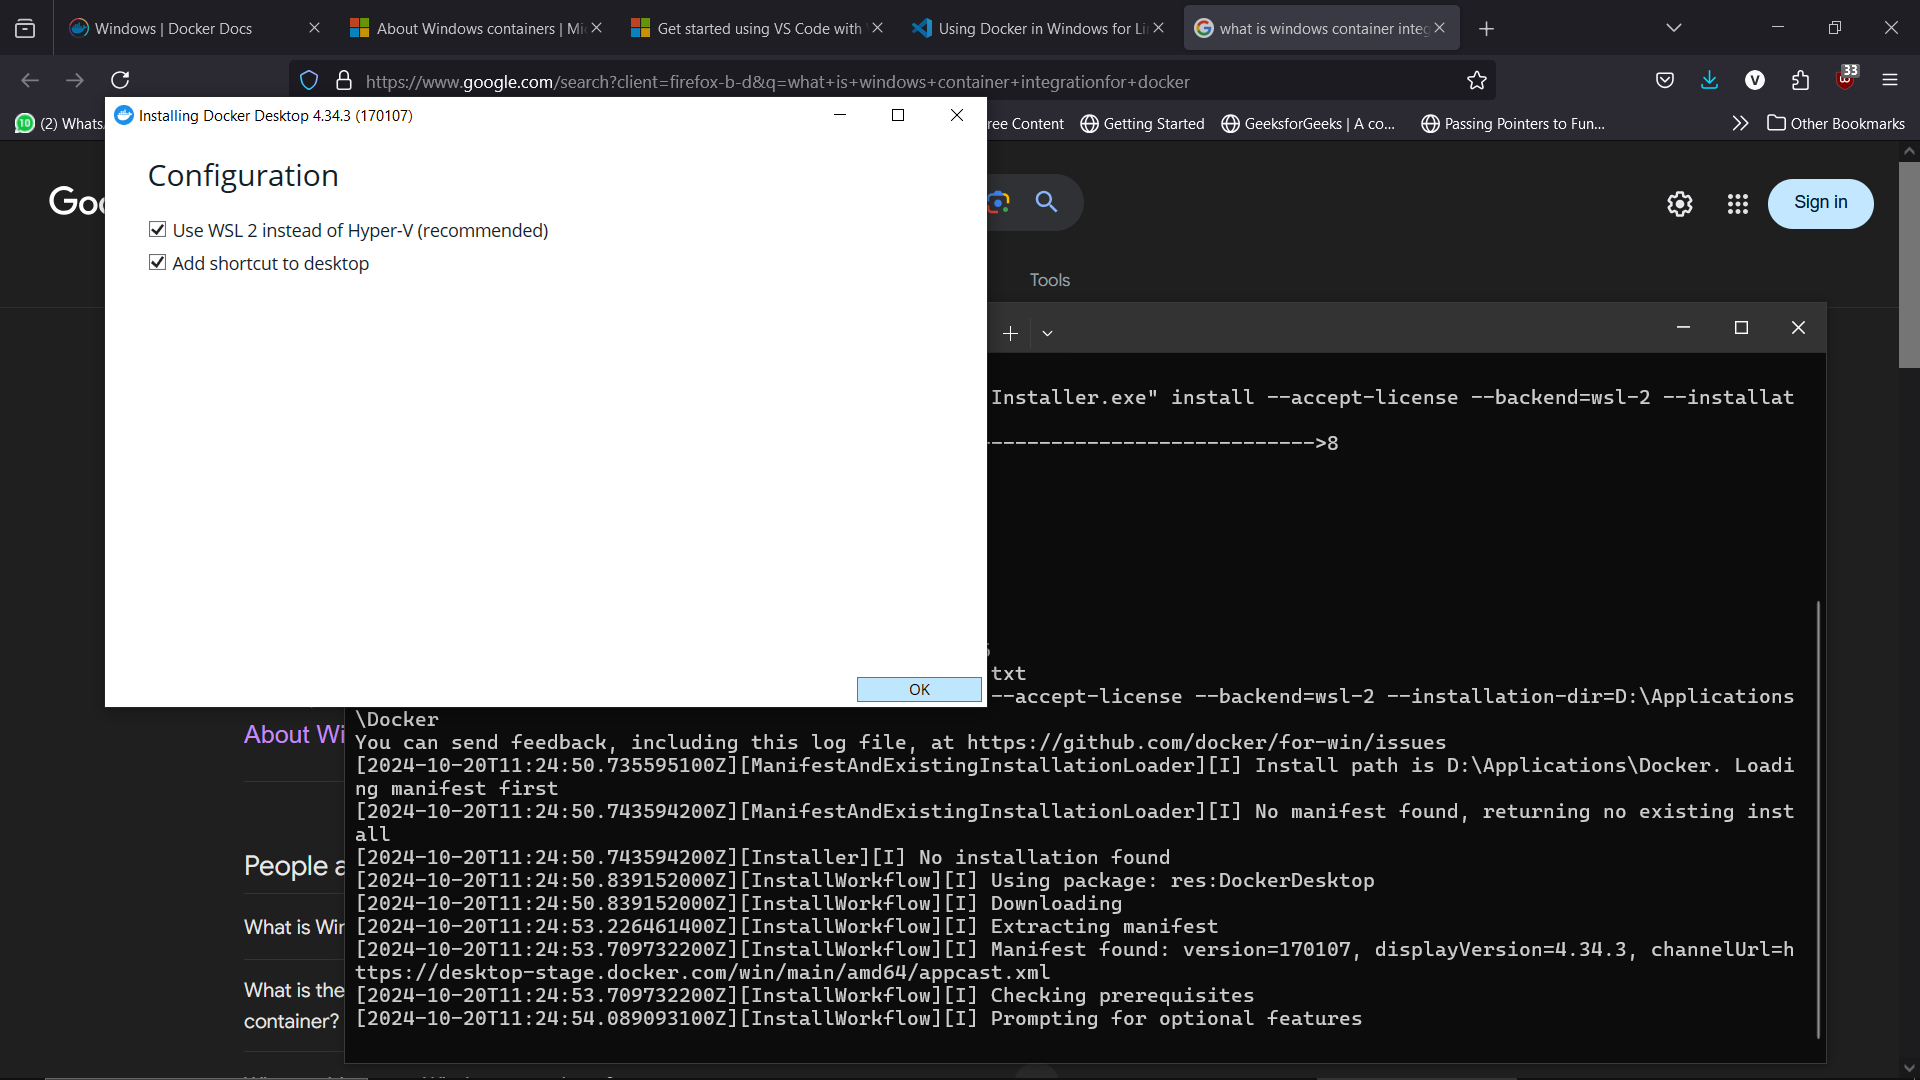 Windows | Docker Docs
About Windows containers | Mic
Get started using VS Code with
Using Docker in Windows for Li
what is windows container integ
https://www.google.com/search?client=firefox-b-d&q=what+is+windows+container+integrationfor+docker
33
V
10
(2) Whats
ree Content
Getting Started
GeeksforGeeks | A co...
Passing Pointers to Fun...
Other Bookmarks
Installing Docker Desktop 4.34.3 (170107)
Configuration
Use WSL 2 instead of Hyper-V (recommended)
Add shortcut to desktop
OK
Goo
Sign in
Tools
Installer.exe" install --accept-license --backend=wsl-2 --installat
---------------------------->8
txt
--accept-license --backend=wsl-2 --installation-dir=D:\Applications
\Docker
You can send feedback, including this log file, at https://github.com/docker/for-win/issues
[2024-10-20T11:24:50.735595100Z][ManifestAndExistingInstallationLoader][I] Install path is D:\Applications\Docker. Loadi
ng manifest first
[2024-10-20T11:24:50.743594200Z][ManifestAndExistingInstallationLoader][I] No manifest found, returning no existing inst
all
[2024-10-20T11:24:50.743594200Z][Installer][I] No installation found
[2024-10-20T11:24:50.839152000Z][InstallWorkflow][I] Using package: res:DockerDesktop
[2024-10-20T11:24:50.839152000Z][InstallWorkflow][I] Downloading
[2024-10-20T11:24:53.226461400Z][InstallWorkflow][I] Extracting manifest
[2024-10-20T11:24:53.709732200Z][InstallWorkflow][I] Manifest found: version=170107, displayVersion=4.34.3, channelUrl=h
ttps://desktop-stage.docker.com/win/main/amd64/appcast.xml
[2024-10-20T11:24:53.709732200Z][InstallWorkflow][I] Checking prerequisites
[2024-10-20T11:24:54.089093100Z][InstallWorkflow][I] Prompting for optional features
About Wi
People a
What is Win
What is the
container?